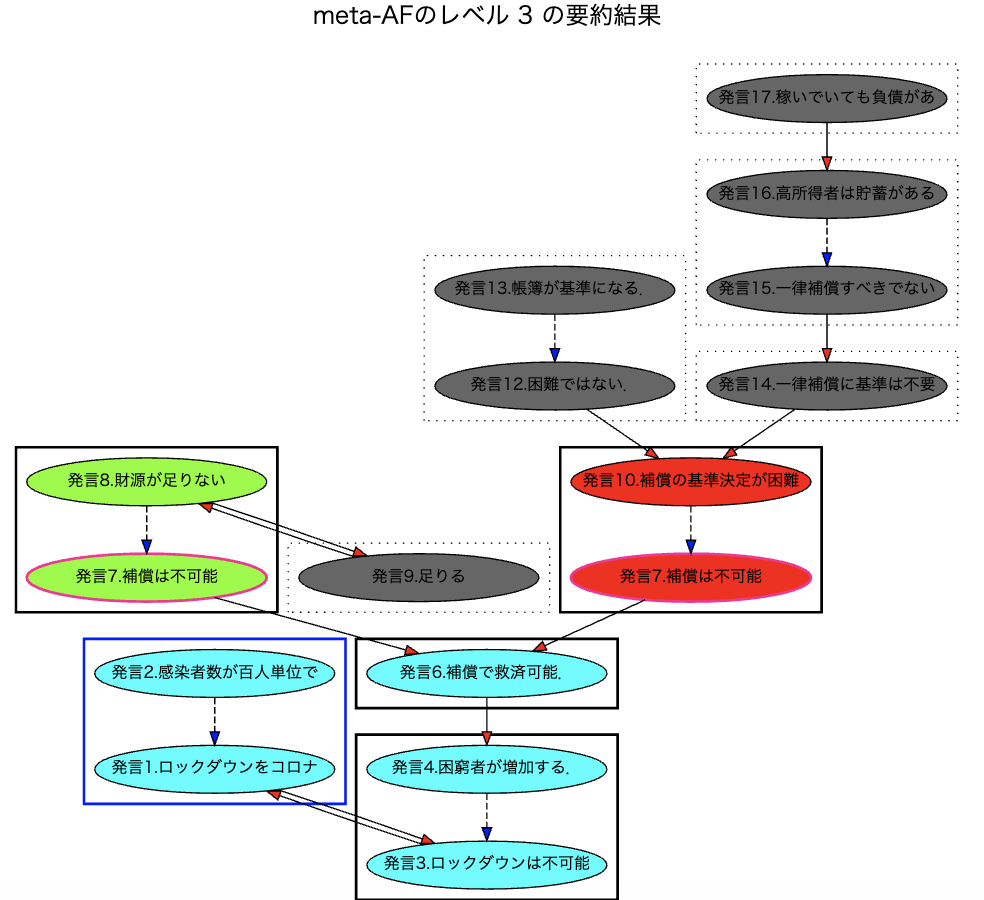 meta-AFのレベル 3 の要約結果
発言17.稼いでいても負債があ
発言16.高所得者は貯蓄がある
発言13.帳簿が基準になる.
発言15.一律補償すべきでない
発言12.困難ではない.
発言14.一律補償に基準は不要
発言8.財源が足りない
発言10.補償の基準決定が困難
発言7.補償は不可能
発言9.足りる
発言7.補償は不可能
発言2.感染者数が百人単位で
発言6.補償で救済可能.
発言1.ロックダウンをコロナ
発言4.困窮者が増加する.
発言3.ロックダウンは不可能